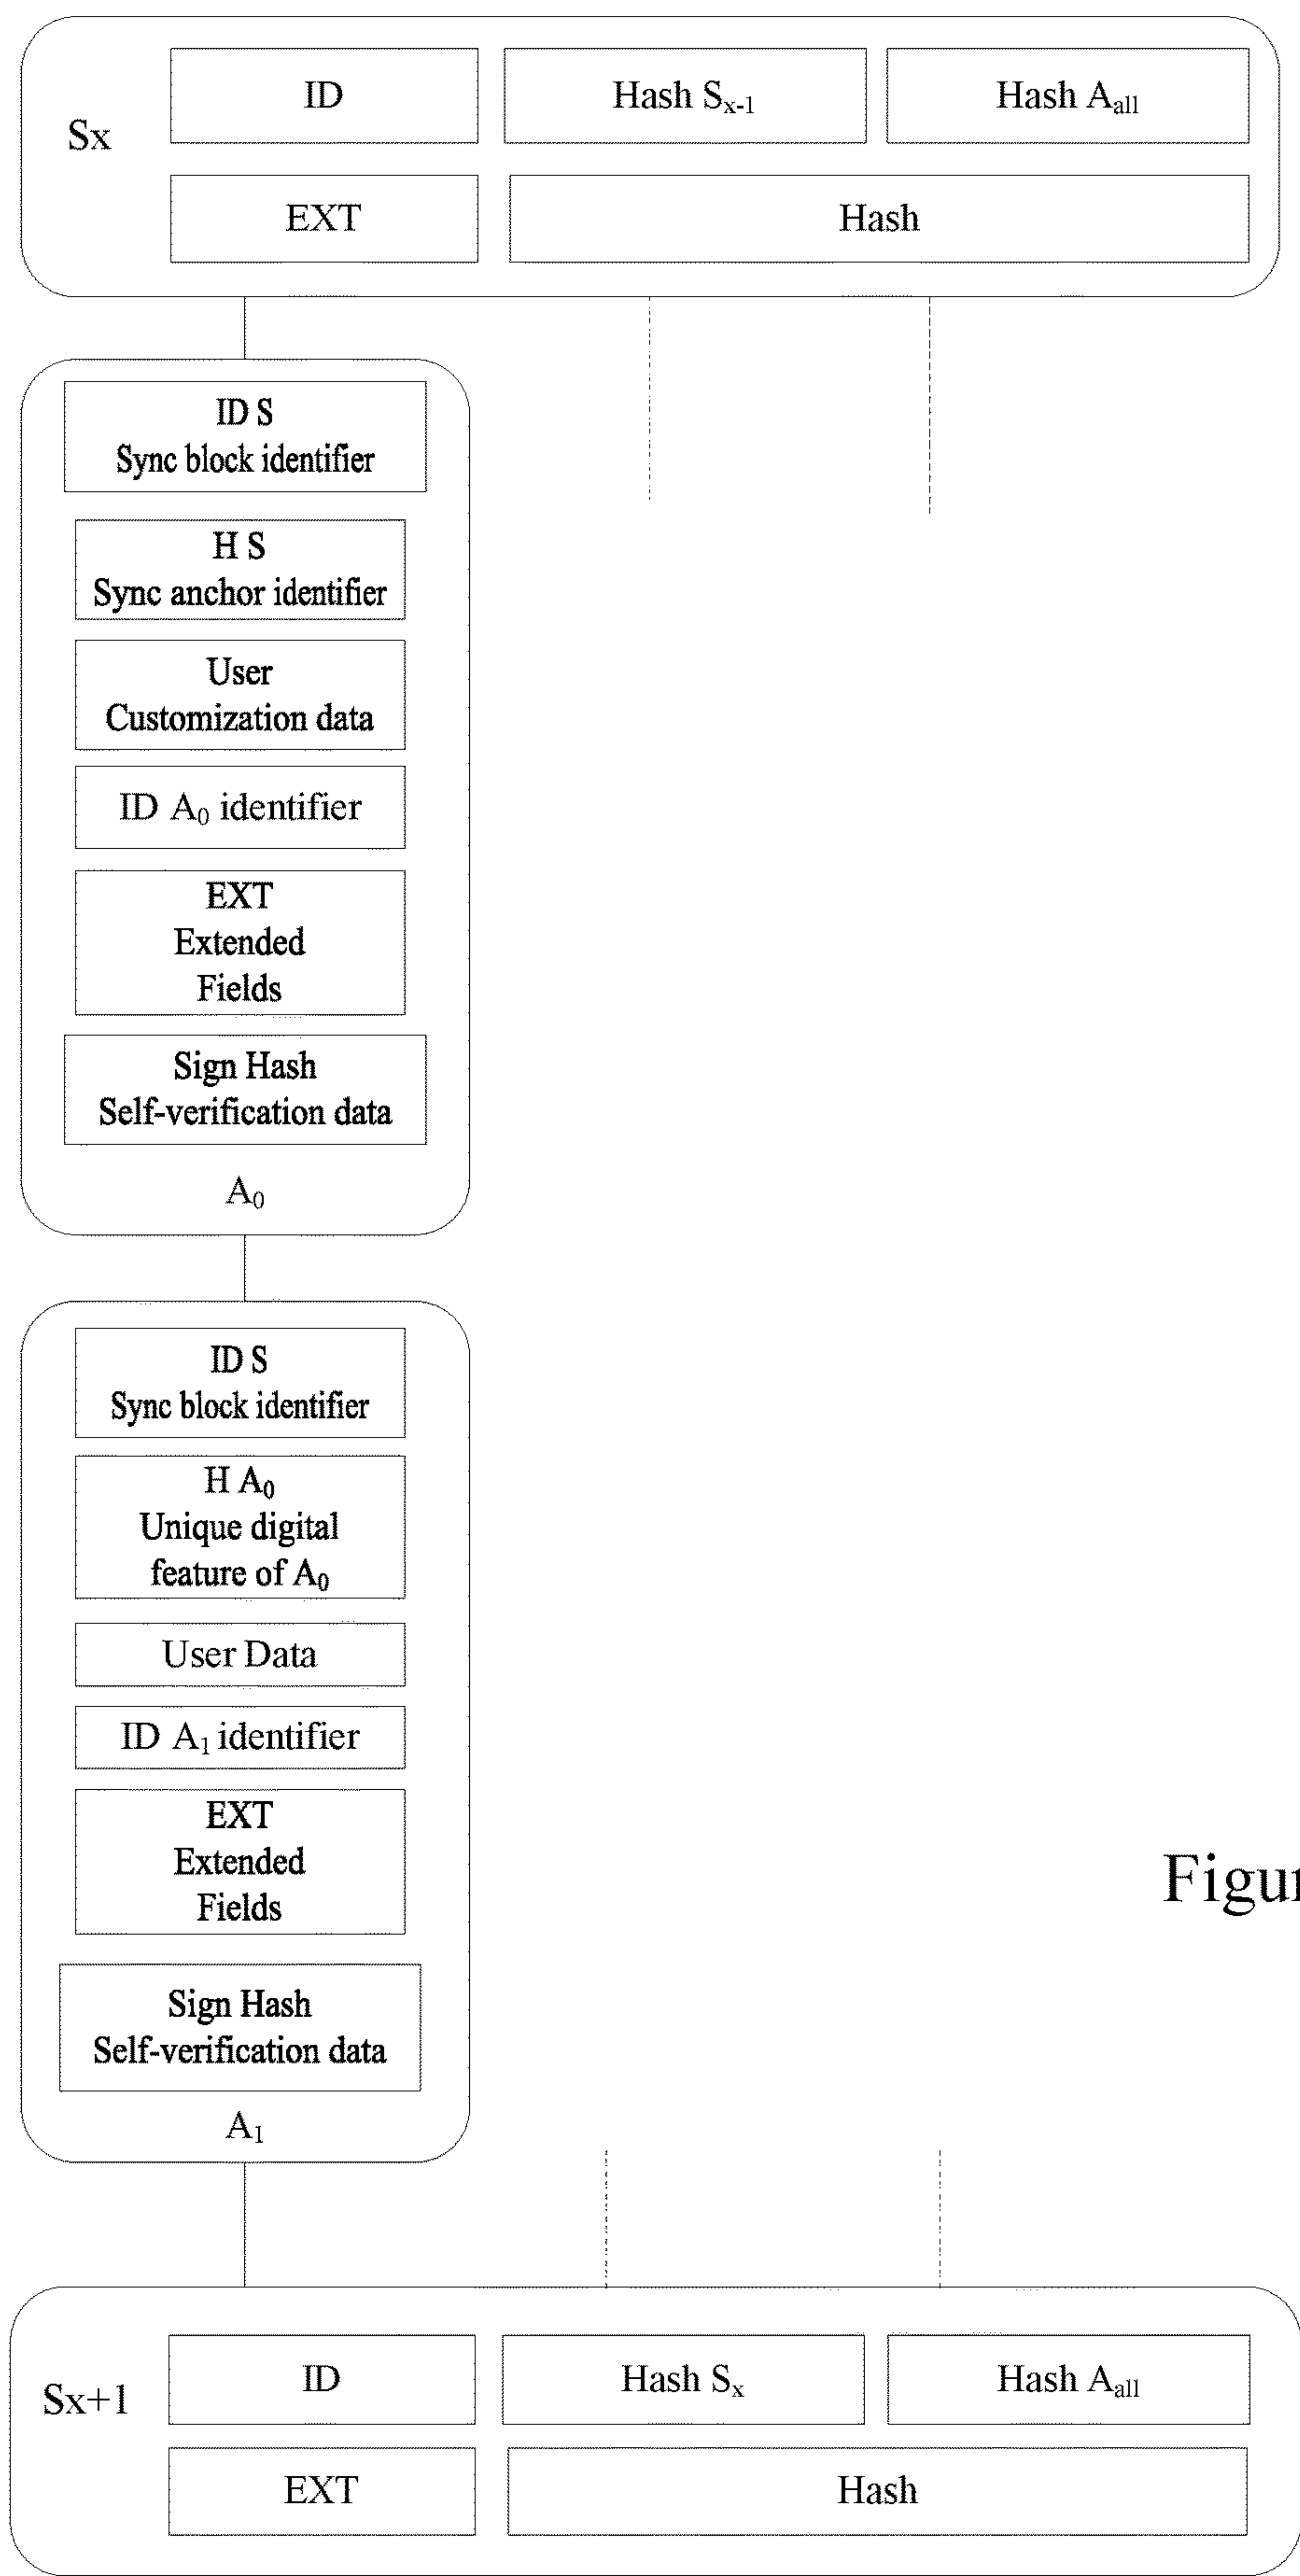 ID
Hash Sx-1
Hash Aall
Sx
EXT
Hash
ID S
Sync block identifier
H S
Sync anchor identifier
User
Customization data
ID A0 identifier
EXT
Extended
Fields
Sign Hash
Self-verification data
A0
ID S
Sync block identifier
H A0
Unique digital
feature of A0
User Data
ID A1 identifier
EXT
Extended
Fields
Figur
Sign Hash
Self-verification data
A1
ID
Hash Sx
Hash Aall
Sx+1
EXT
Hash